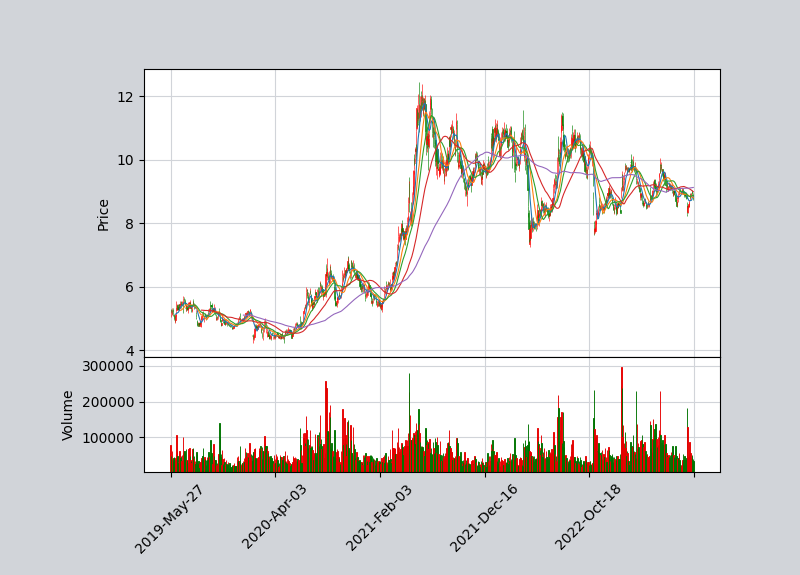 12
10
8
6
4
Price
300000
200000
100000
Volume
2019-May-27
2020-Apr-03
2021-Feb-03
2021-Dec-16
2022-Oct-18